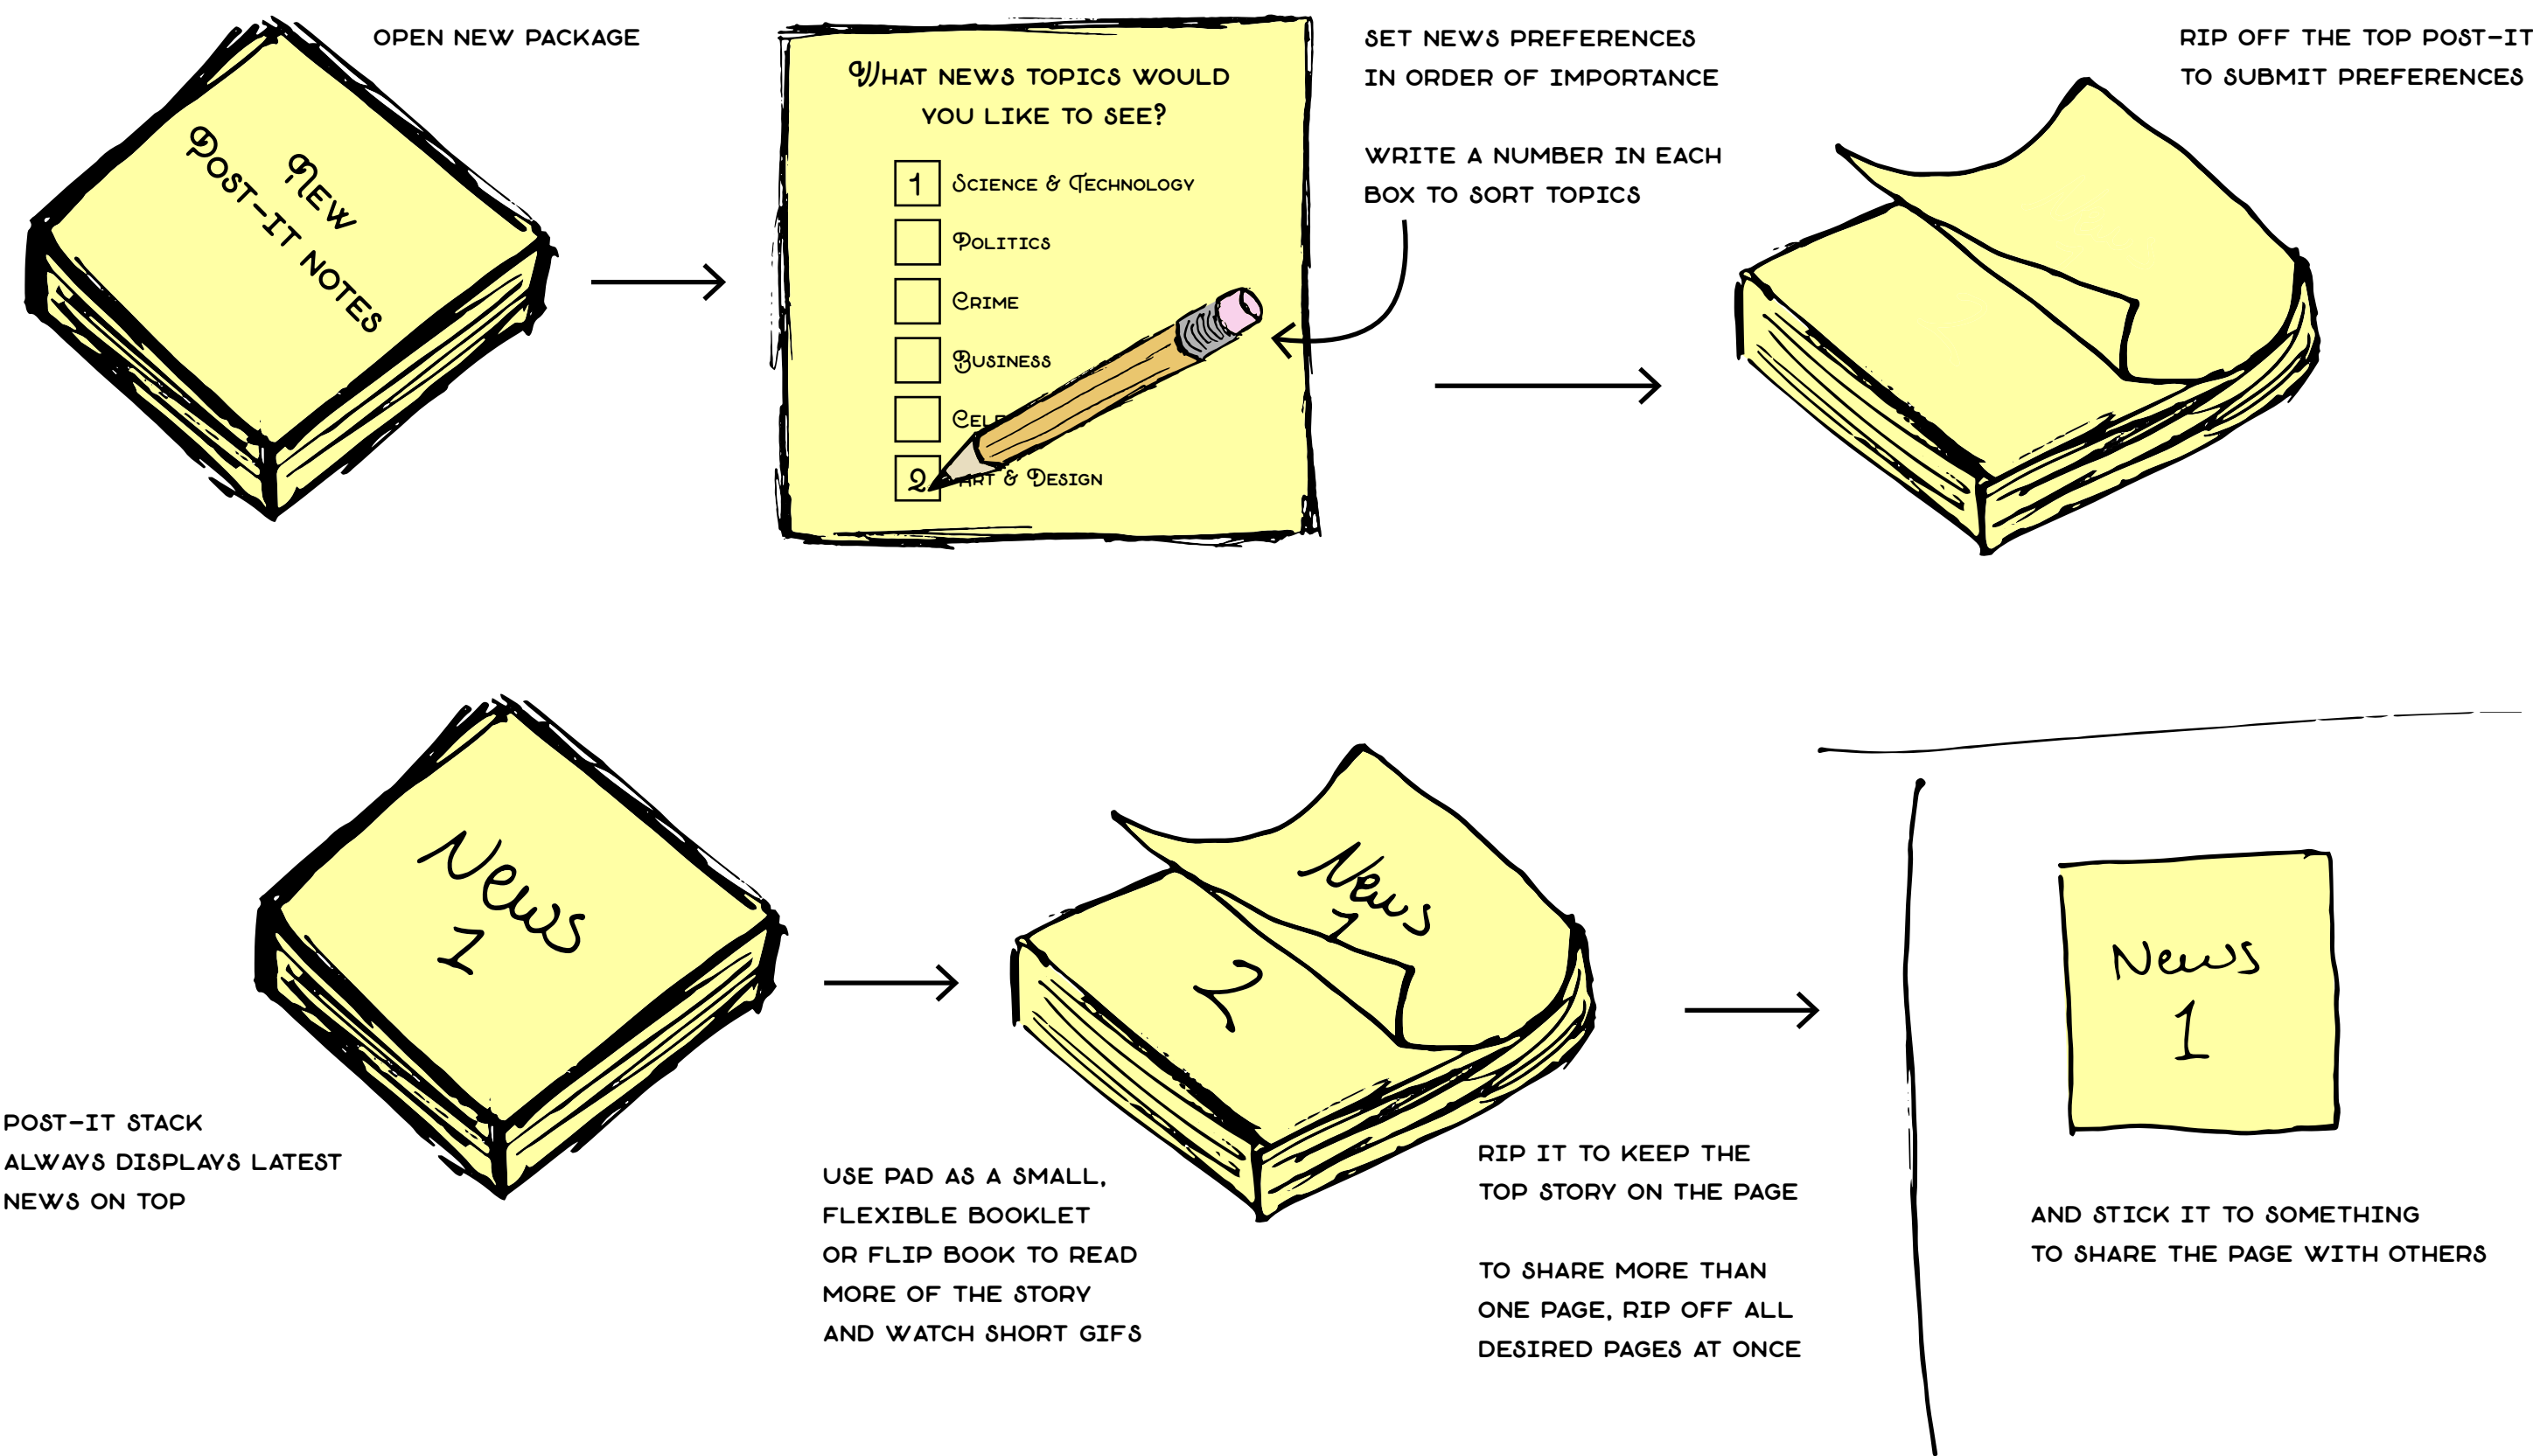 OPEN NEW PACKAGE
New
Post-it notes
What news topics would
you like to see?
1 Science & Technology
Politics
Crime
Business
2 Art & Design
SET NEWS PREFERENCES
IN ORDER OF IMPORTANCE
WRITE A NUMBER IN EACH
BOX TO SORT TOPICS
RIP OFF THE TOP POST-IT
TO SUBMIT PREFERENCES
News
1
POST-IT STACK
ALWAYS DISPLAYS LATEST
NEWS ON TOP
News
1
2
USE PAD AS A SMALL,
FLEXIBLE BOOKLET
OR FLIP BOOK TO READ
MORE OF THE STORY
AND WATCH SHORT GIFS
RIP IT TO KEEP THE
TOP STORY ON THE PAGE
TO SHARE MORE THAN
ONE PAGE, RIP OFF ALL
DESIRED PAGES AT ONCE
News
1
AND STICK IT TO SOMETHING
TO SHARE THE PAGE WITH OTHERS